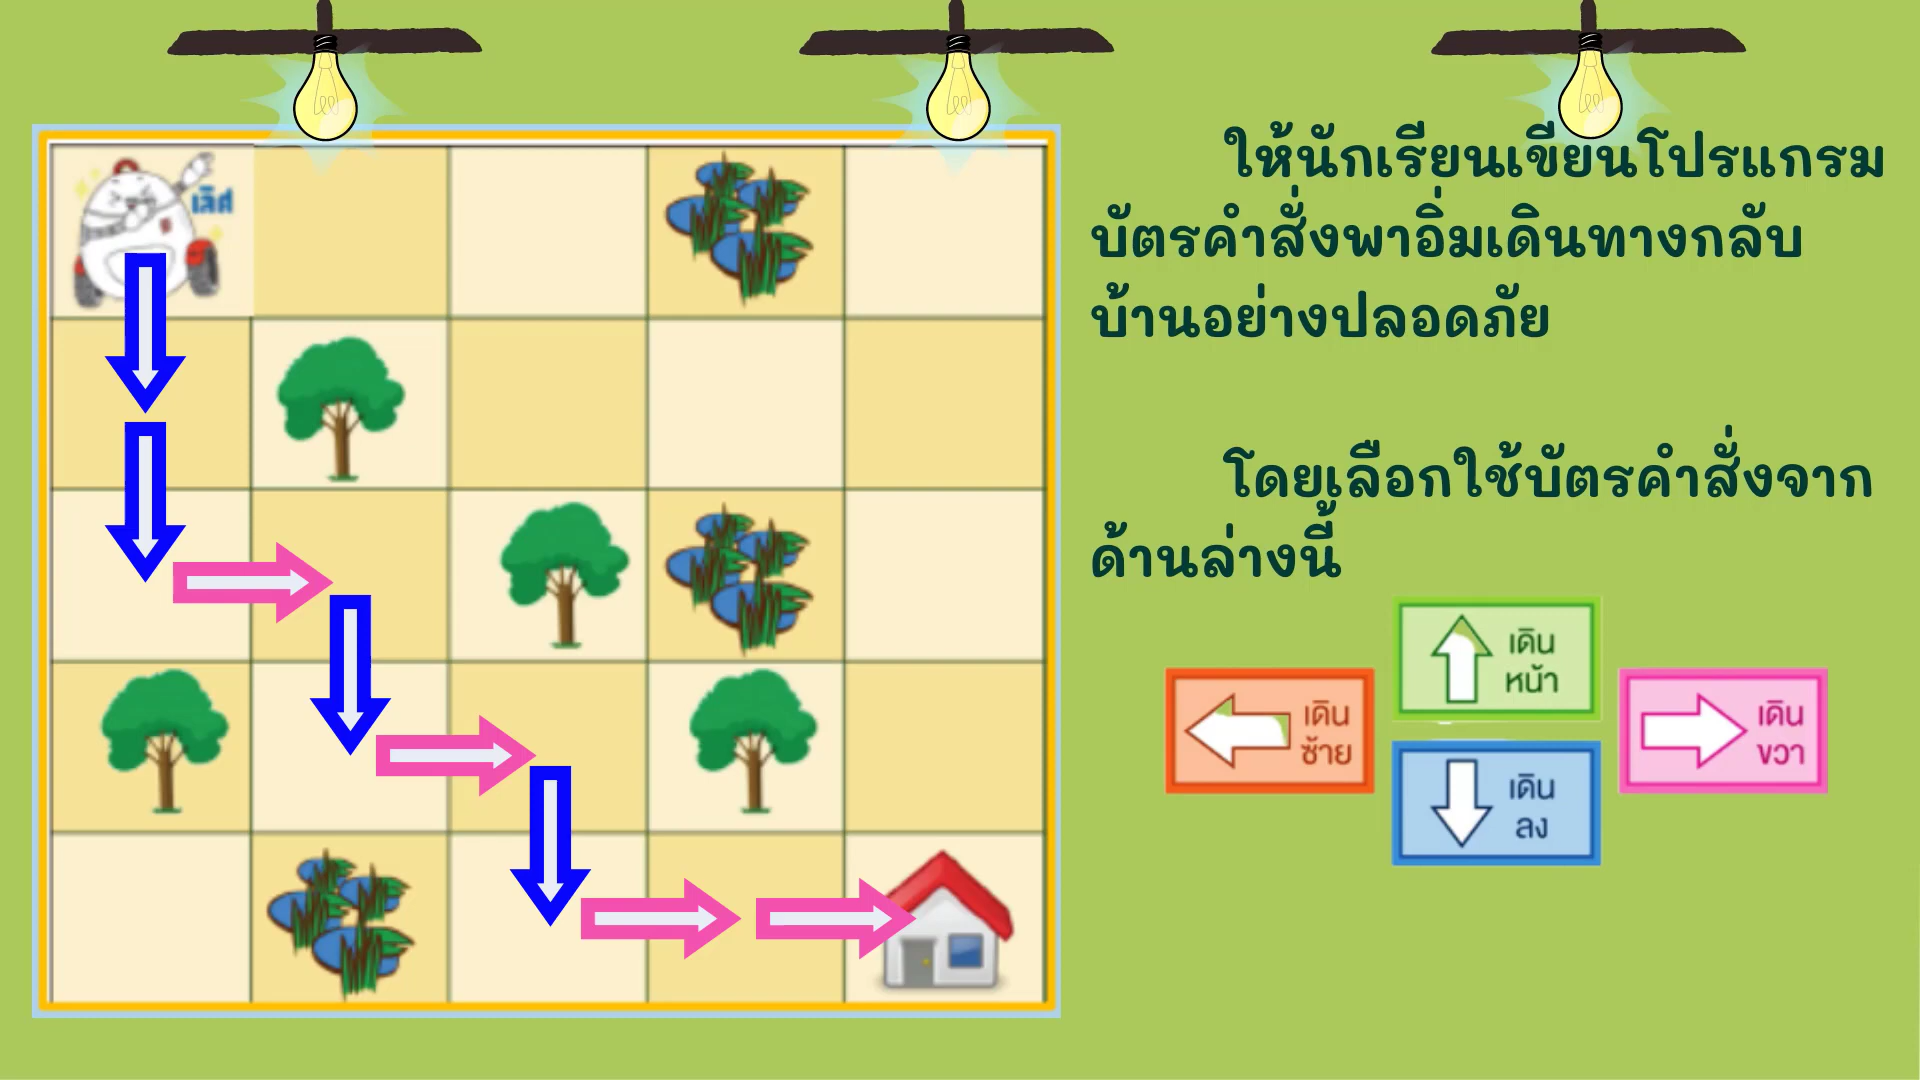 เลิศ
ให้นักเรียนเขียนโปรแกรม
บัตรคำสั่งพาอิ่มเดินทางกลับ
บ้านอย่างปลอดภัย
โดยเลือกใช้บัตรคำสั่งจาก
ด้านล่างนี้
เดิน
หน้า
เดิน
ซ้าย
เดิน
ขวา
เดิน
ลง